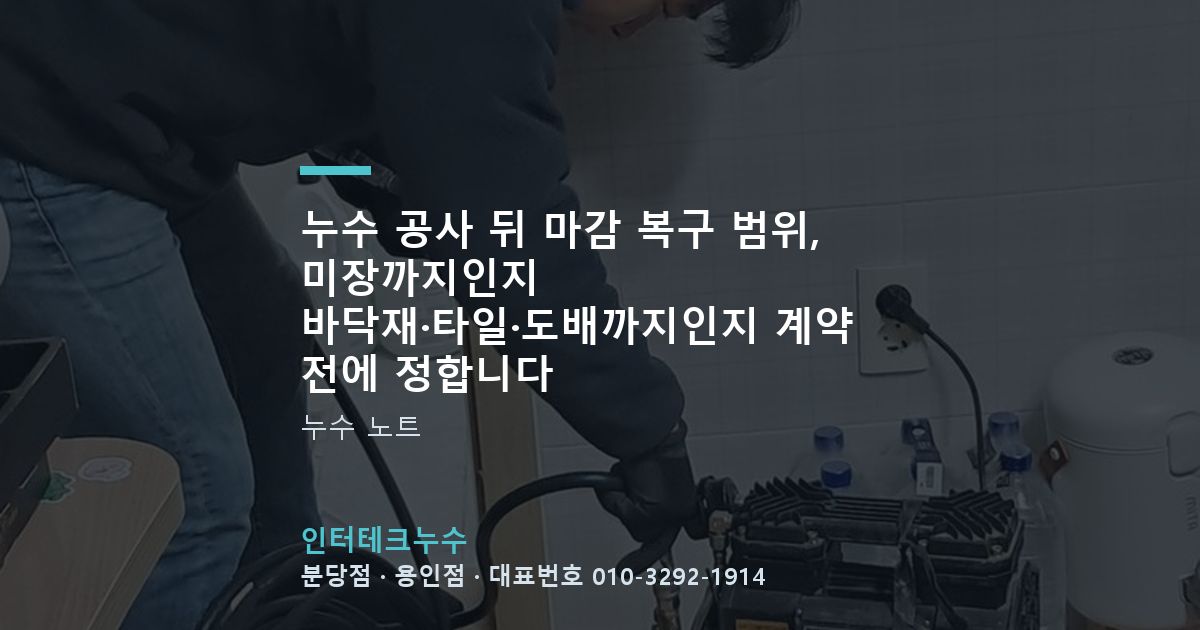 누수 공사 뒤 마감 복구 범위,
미장까지인지
바닥재·타일·도배까지인지 계약
전에 정합니다
누수 노트
인터테크누수
분당점 · 용인점 · 대표번호 010-3292-1914